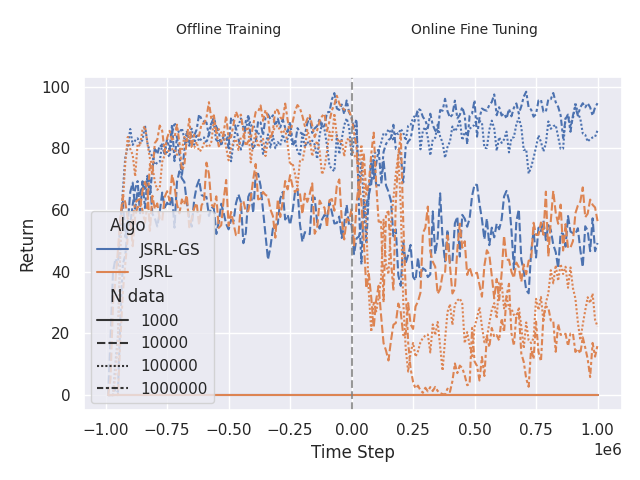 Offline Training
Online Fine Tuning
100
80
60
40
20
0
Return
Algo
JSRL-GS
JSRL
N data
1000
10000
100000
1000000
−1.00 −0.75 −0.50 −0.25 0.00 0.25 0.50 0.75 1.00
1e6
Time Step